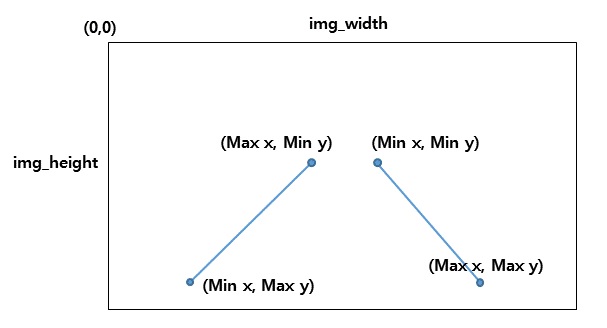 (0,0)
img_width
(Max x, Min y)
(Min x, Min y)
img_height
(Max x, Max y)
(Min x, Max y)